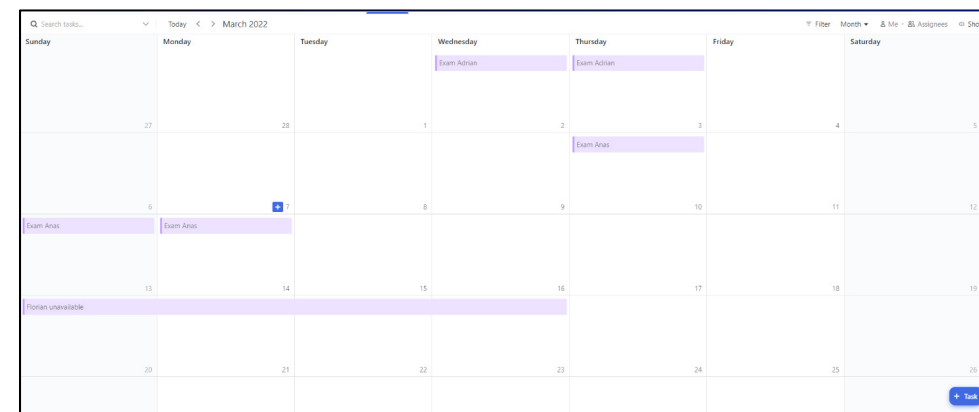 Search tasks... Today < > March 2022 Filter Month Me Assignees Sho
Sunday Monday Tuesday Wednesday Thursday Friday Saturday
Exam Adrian Exam Adrian
27 28 1 2 3 4 5
Exam Anas
6 + 7 8 9 10 11 12
Exam Anas Exam Anas
13 14 15 16 17 18 19
Florian unavailable
20 21 22 23 24 25 26
+ Task